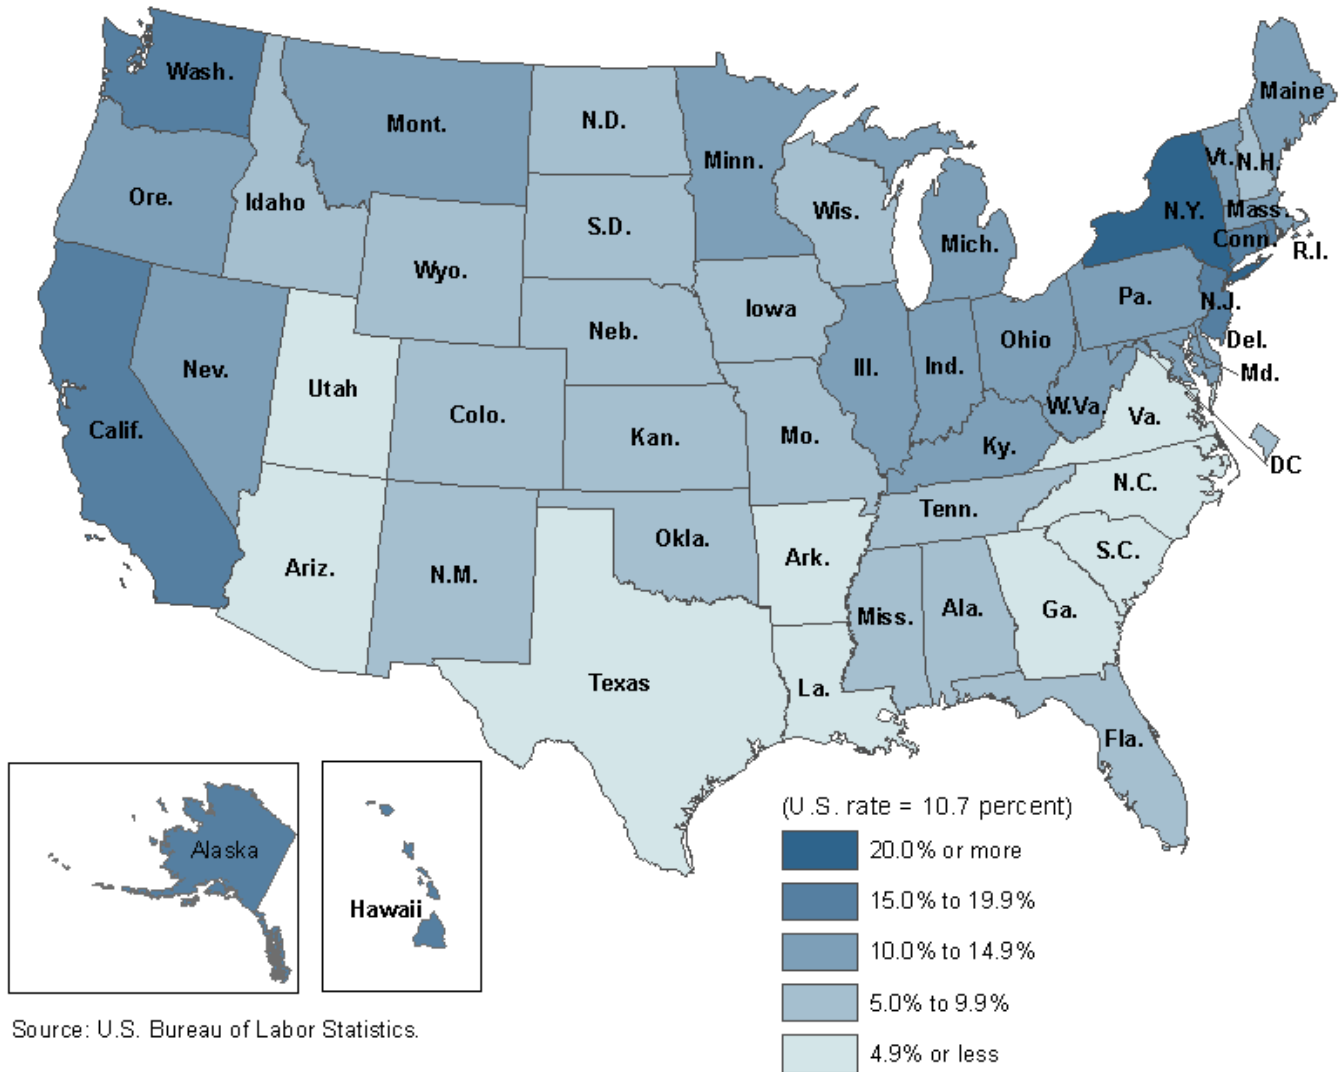 Wash.
Maine
Mont.
N.D.
Minn.
Vt. N.H.
Ore.
Idaho
Wis.
N.Y.
Mass.
S.D.
Mich.
Conn.
R.I.
Wyo.
Iowa
Pa.
N.J.
Neb.
Ohio
Del.
Nev.
Ill.
Ind.
Md.
Utah
Colo.
W.Va.
Va.
Calif.
Kan.
Mo.
Ky.
DC
N.C.
Tenn.
Okla.
S.C.
Ariz.
N.M.
Ark.
Miss.
Ala.
Ga.
Texas
La.
Fla.
Alaska
Hawaii
(U.S. rate = 10.7 percent)
20.0% or more
15.0% to 19.9%
10.0% to 14.9%
5.0% to 9.9%
4.9% or less
Source: U.S. Bureau of Labor Statistics.